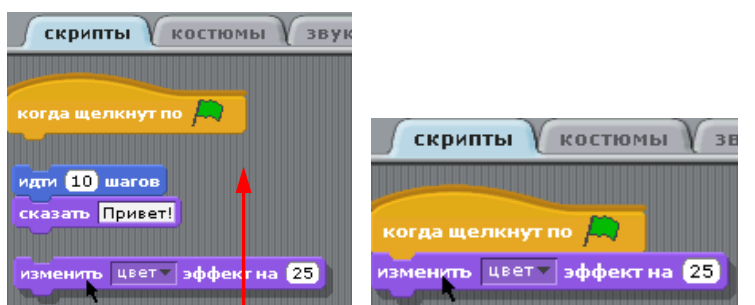 скрипты костюмы звук
когда щелкнут по
идти 10 шагов
сказать Привет!
изменить цвет эффект на 25
скрипты костюмы зв
когда щелкнут по
изменить цвет эффект на 25